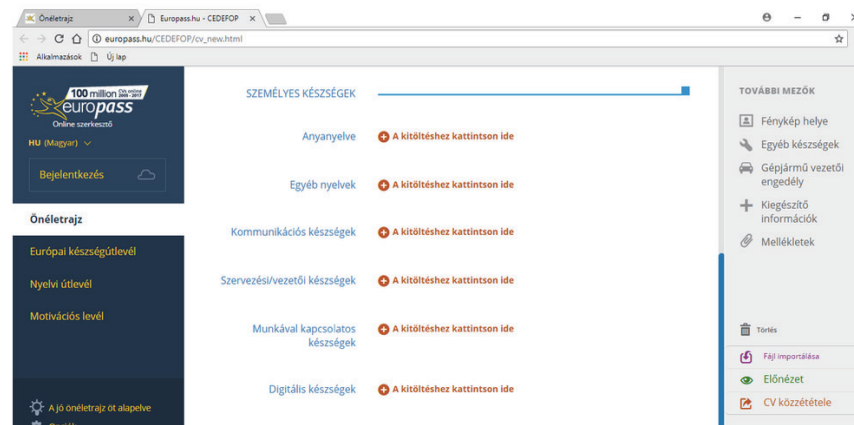 Önéletrajz
Europass.hu - CEDEFOP
europass.hu/CEDEFOP/cv_new.html
Alkalmazások
Új lap
100 million CVs online
europass
Online szerkesztő
HU (Magyar)
Bejelentkezés
Önéletrajz
Európai készségútlevél
Nyelvi útlevél
Motivációs levél
A jó önéletrajz öt alapelve
SZEMÉLYES KÉSZSÉGEK
Anyanyelve A kitöltéshez kattintson ide
Egyéb nyelvek A kitöltéshez kattintson ide
Kommunikációs készségek A kitöltéshez kattintson ide
Szervezési/vezetői készségek A kitöltéshez kattintson ide
Munkával kapcsolatos A kitöltéshez kattintson ide
készségek
Digitális készségek A kitöltéshez kattintson ide
TOVÁBBI MEZŐK
Fénykép helye
Egyéb készségek
Gépjármű vezetői
engedély
Kiegészítő
információk
Mellékletek
Törlés
Fájl importálása
Előnézet
CV közzététele